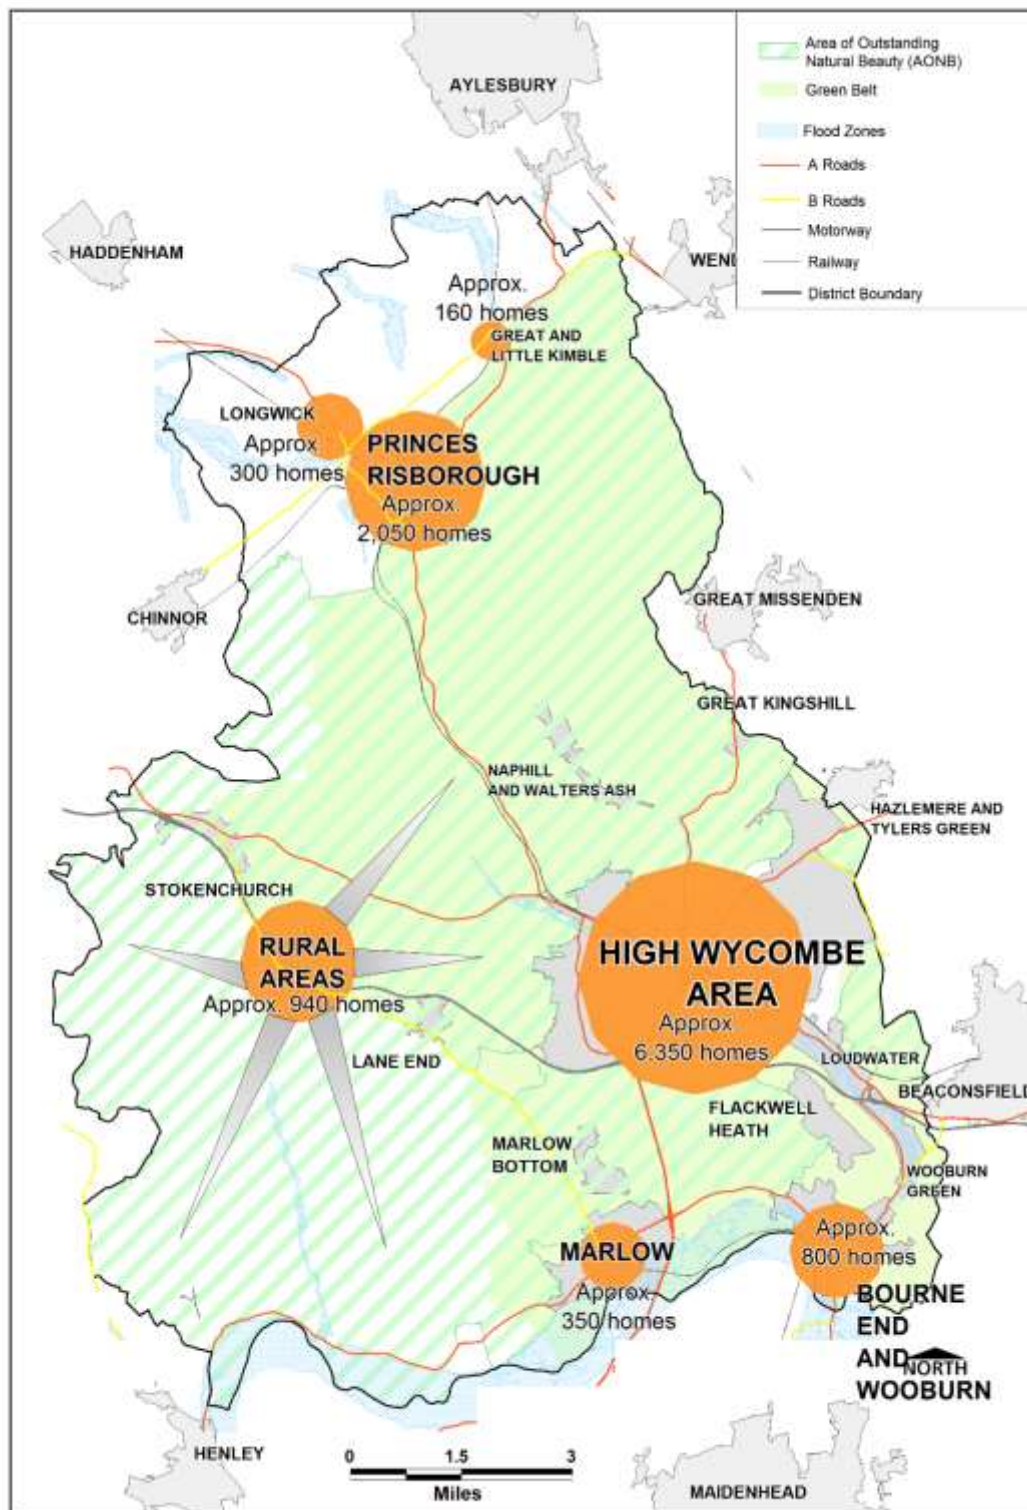 Area of Outstanding
Natural Beauty (AONB)
Green Belt
Flood Zones
A Roads
B Roads
Motorway
Railway
District Boundary
AYLESBURY
HADDENHAM
WEND
Approx.
160 homes
GREAT AND
LITTLE KIMBLE
LONGWICK
Approx
300 homes
PRINCES
RISBOROUGH
Approx.
2,050 homes
CHINNOR
GREAT MISSENDEN
GREAT KINGSHILL
NAPHILL
AND WALTERS ASH
HAZLEMERE AND
TYLERS GREEN
STOKENCHURCH
RURAL
AREAS
Approx. 940 homes
HIGH WYCOMBE
AREA
Approx
6.350 homes
LANE END
LOUDWATER
BEACONSFIELD
FLACKWELL
HEATH
MARLOW
BOTTOM
WOOBURN
GREEN
MARLOW
Approx.
350 homes
Approx.
800 homes
BOURNE
END
AND
WOOBURN
NORTH
HENLEY
0 1.5 3
Miles
MAIDENHEAD